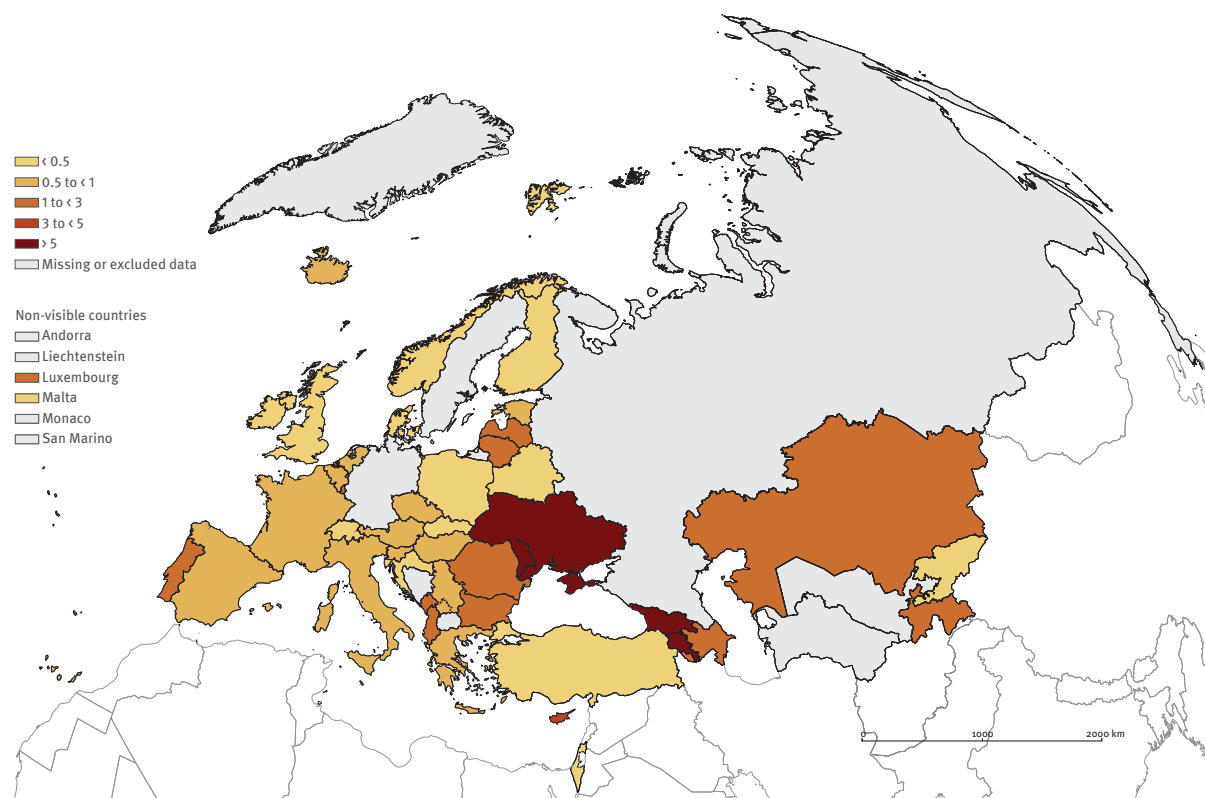 < 0.5
0.5 to < 1
1 to < 3
3 to < 5
> 5
Missing or excluded data
Non-visible countries
Andorra
Liechtenstein
Luxembourg
Malta
Monaco
San Marino
0 1000 2000 km